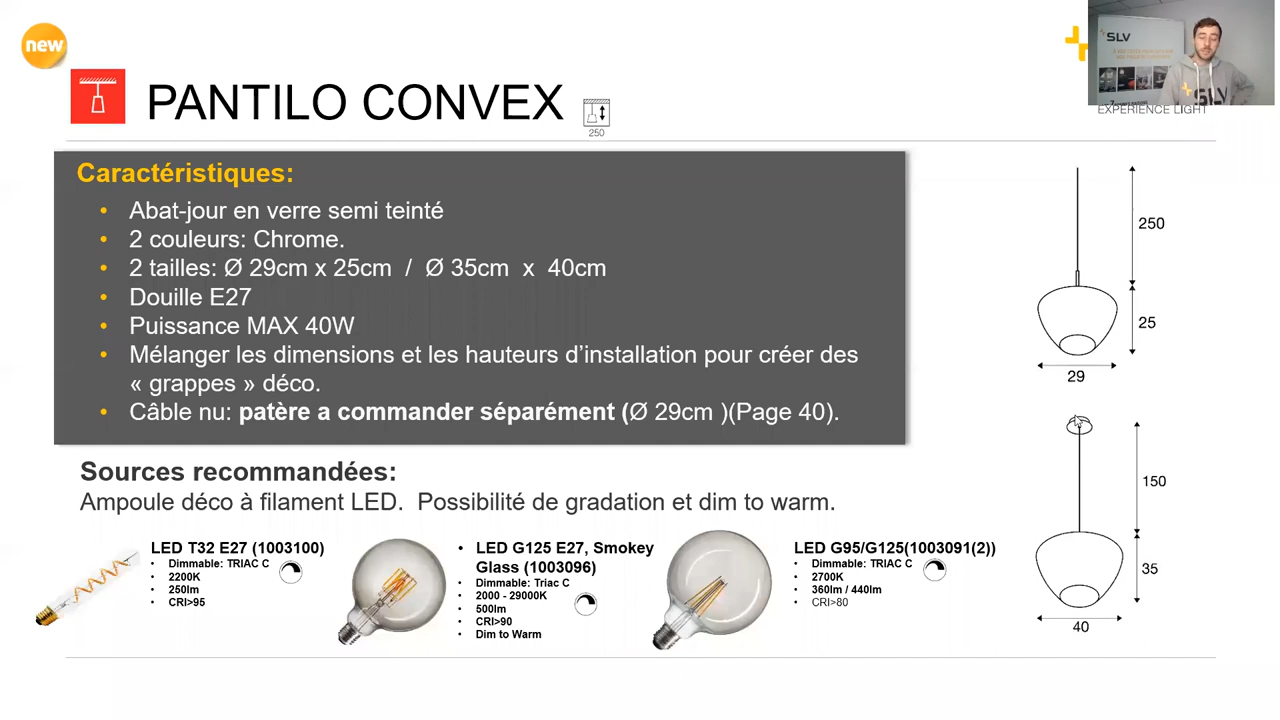 new
SLV
SLV
EXPERIENCE LIGHT
PANTILO CONVEX
250
Caractéristiques:
• Abat-jour en verre semi teinté
• 2 couleurs: Chrome.
• 2 tailles: Ø 29cm x 25cm / Ø 35cm x 40cm
• Douille E27
• Puissance MAX 40W
• Mélanger les dimensions et les hauteurs d’installation pour créer des
« grappes » déco.
• Câble nu: patère a commander séparément (Ø 29cm )(Page 40).
250
25
29
150
35
40
Sources recommandées:
Ampoule déco à filament LED. Possibilité de gradation et dim to warm.
LED T32 E27 (1003100)
• Dimmable: TRIAC C
• 2200K
• 250lm
• CRI>95
• LED G125 E27, Smokey
Glass (1003096)
• Dimmable: Triac C
• 2000 - 29000K
• 500lm
• CRI>90
• Dim to Warm
LED G95/G125(1003091(2))
• Dimmable: TRIAC C
• 2700K
• 360lm / 440lm
• CRI>80